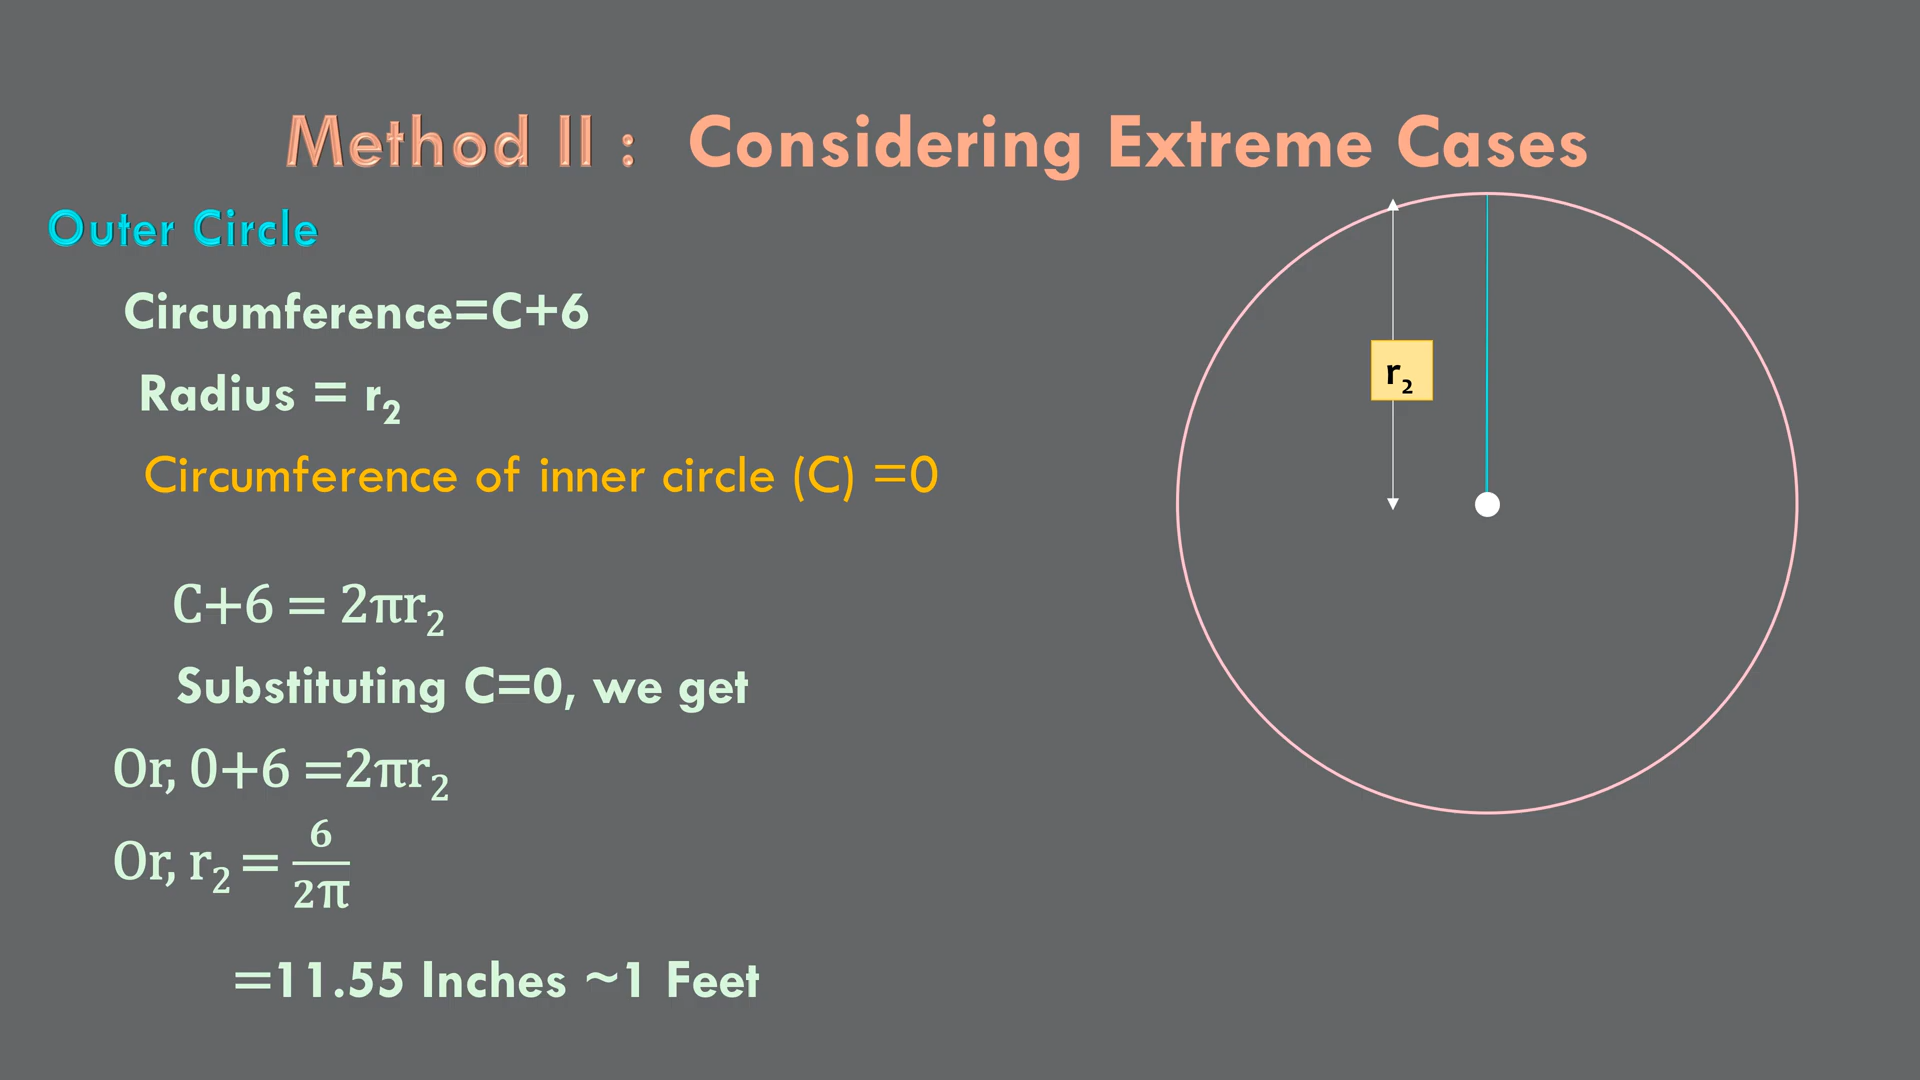 Method II : Considering Extreme Cases
Outer Circle
Circumference=C+6
Radius = r₂
Circumference of inner circle (C) =0
r₂
C+6 = 2πr₂
Substituting C=0, we get
Or, 0+6 =2πr₂
Or, r₂ = 6/2π
=11.55 Inches ~1 Feet